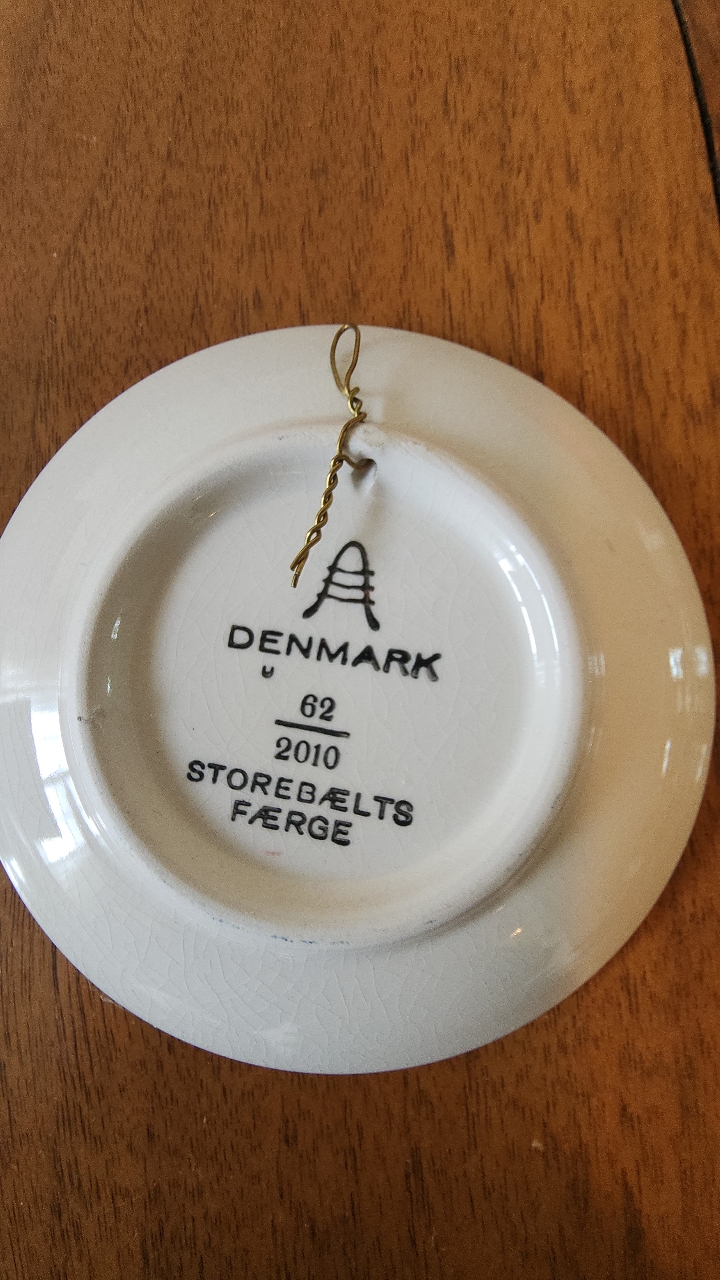 DENMARK
U
62
2010
STOREBÆLTS
FÆRGE